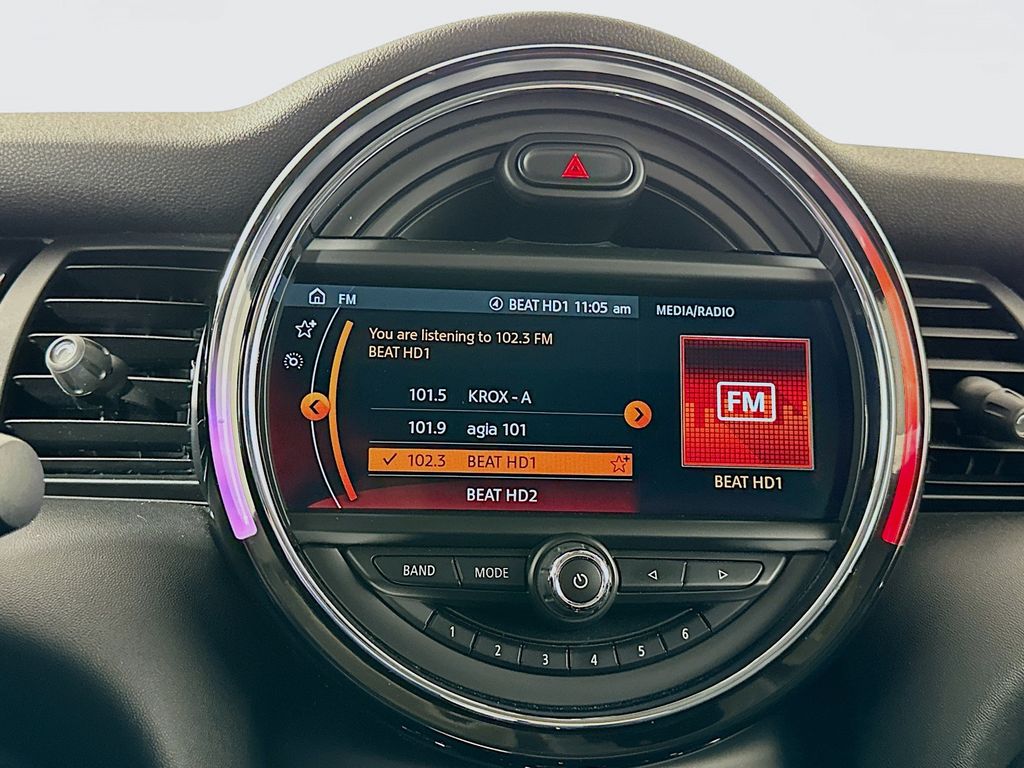 FM
④ BEAT HD1 11:05 am
MEDIA/RADIO
You are listening to 102.3 FM
BEAT HD1
101.5 KROX - A
101.9 agia 101
✓ 102.3 BEAT HD1
BEAT HD2
FM
BEAT HD1
BAND
MODE
1
2
3
4
5
6